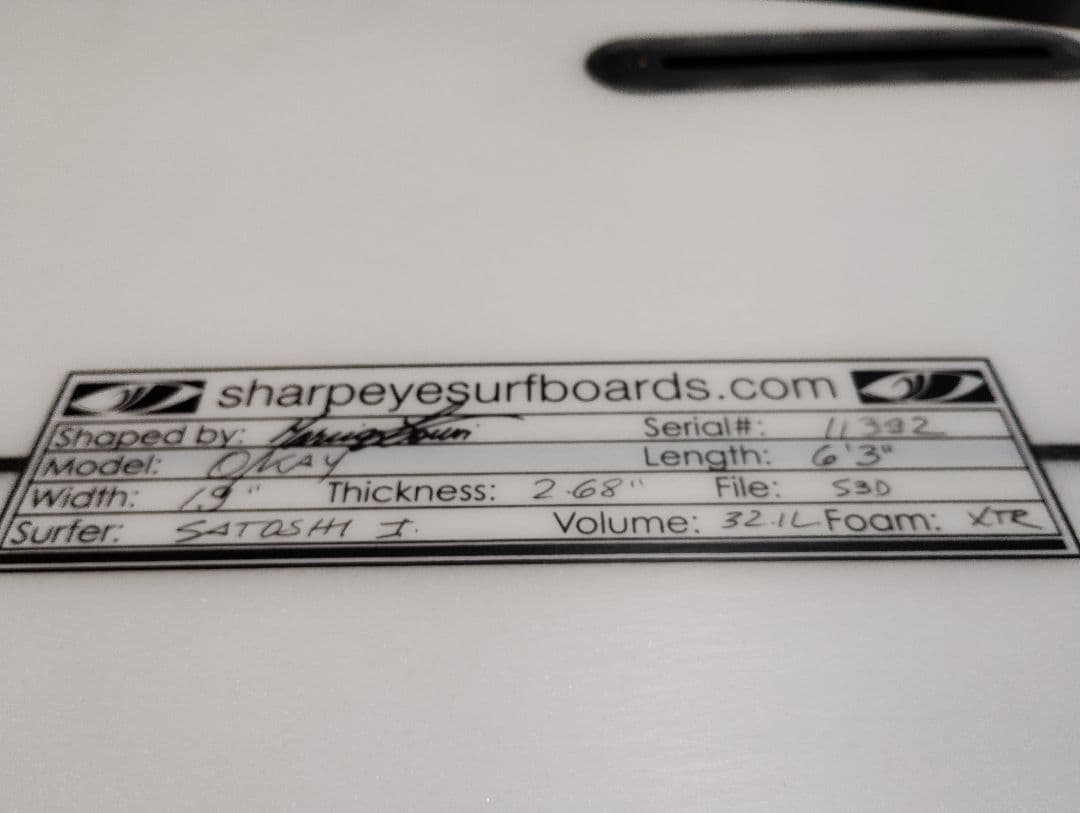 sharpeyesurfboards.com
Shaped by: Serial#: 11392
Model: OKAY Length: 6'3"
Width: 19" Thickness: 2.68" File: S3D
Surfer: SATOSHI I. Volume: 32.1L Foam: XTR